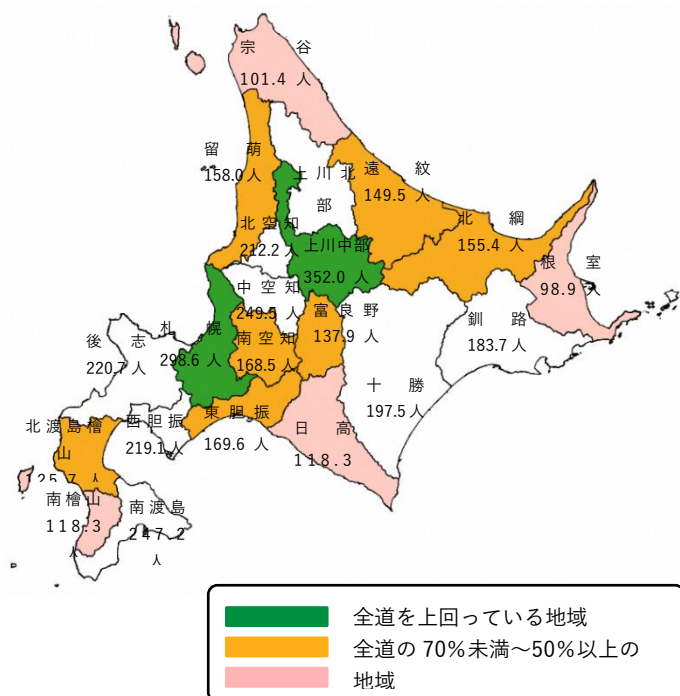 宗谷
101.4 人
留萌
158.0 人
上川北部
遠紋
149.5 人
北網
155.4 人
北空知
212.2 人
上川中部
352.0 人
根室
98.9 人
中空知
249.5 人
富良野
137.9 人
釧路
183.7 人
後志
220.7 人
札幌
298.6 人
南空知
168.5 人
十勝
197.5 人
北渡島檜山
125.7 人
西胆振
219.1 人
東胆振
169.6 人
日高
118.3
南檜山
118.3
人
南渡島
247.2
人
全道を上回っている地域
全道の 70%未満～50%以上の
地域